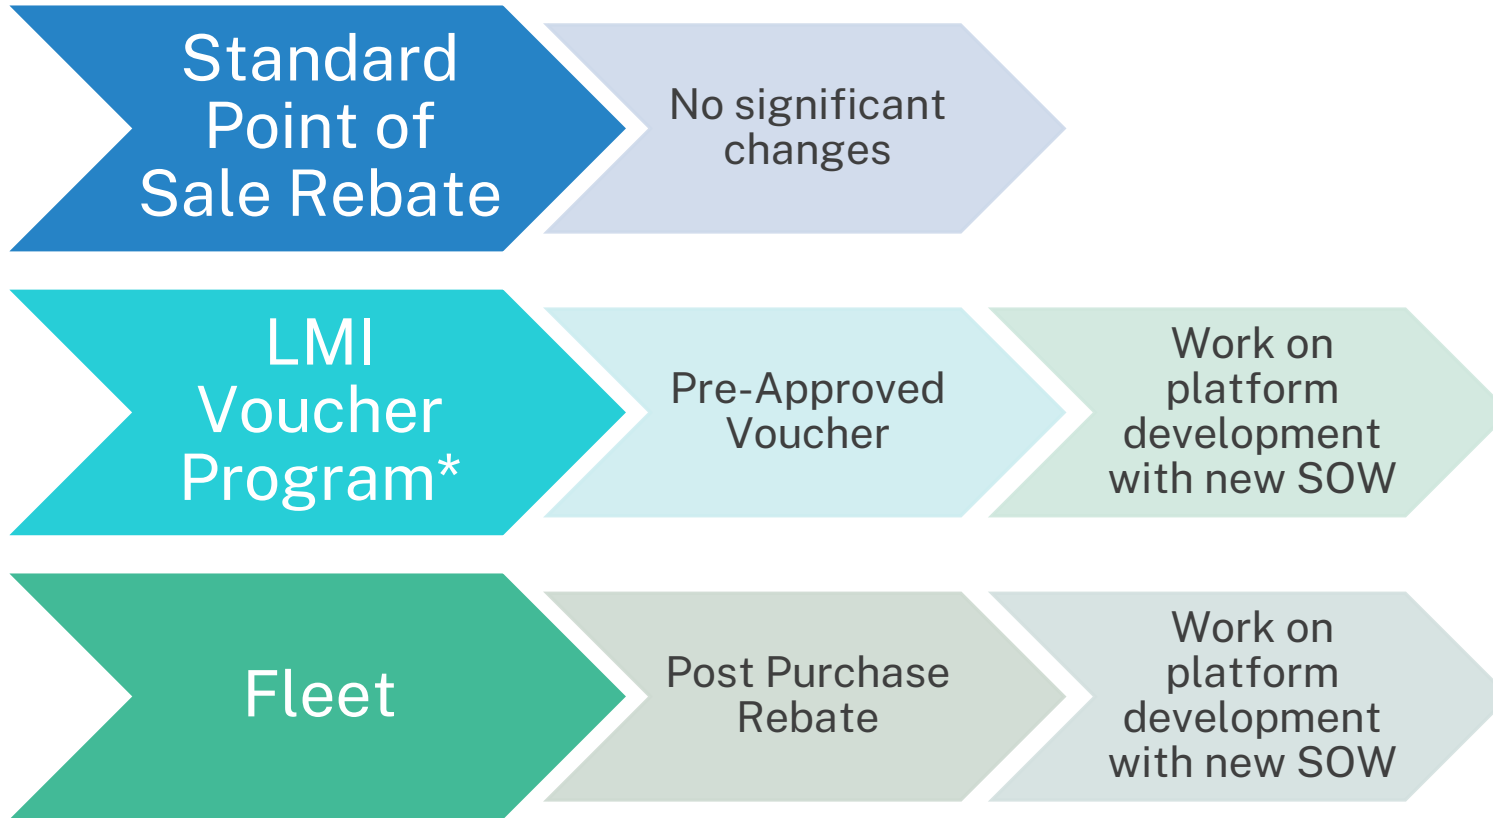 Standard
Point of
Sale Rebate
No significant
changes
LMI
Voucher
Program*
Pre-Approved
Voucher
Work on
platform
development
with new SOW
Fleet
Post Purchase
Rebate
Work on
platform
development
with new SOW